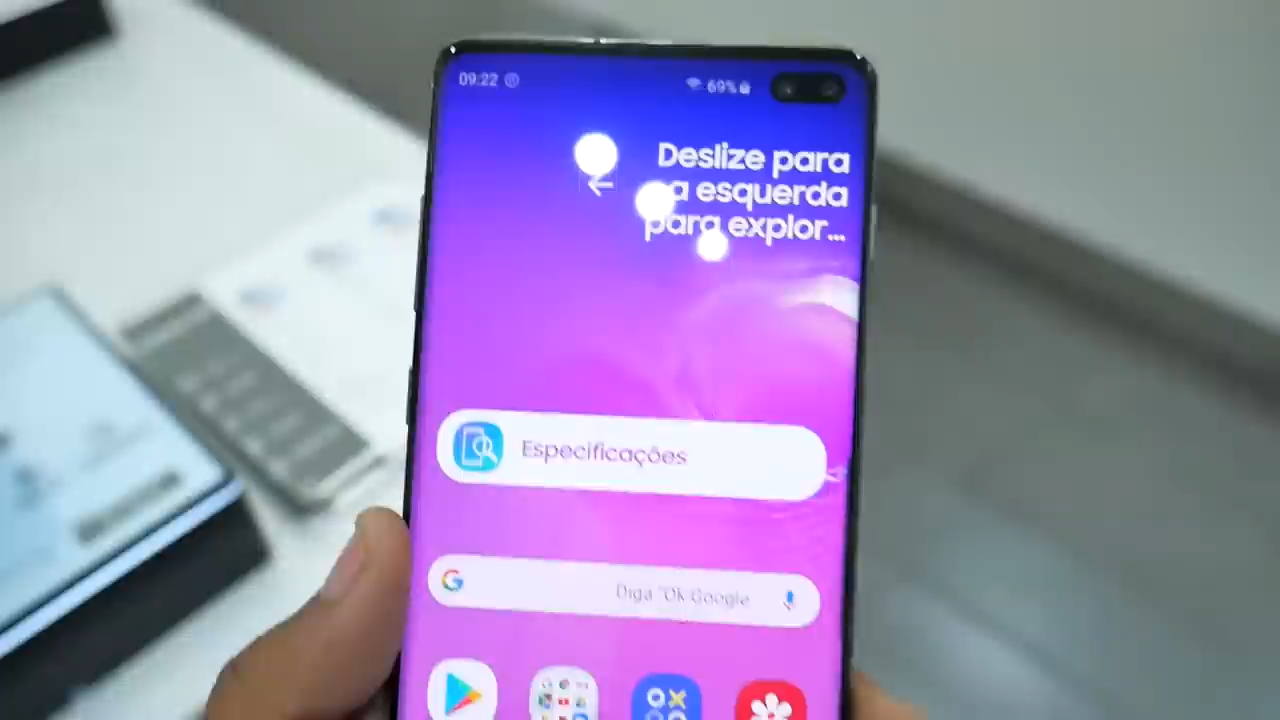 09:22
69%
Deslize para
a esquerda
para explor...
Especificações
G
Diga "Ok Google